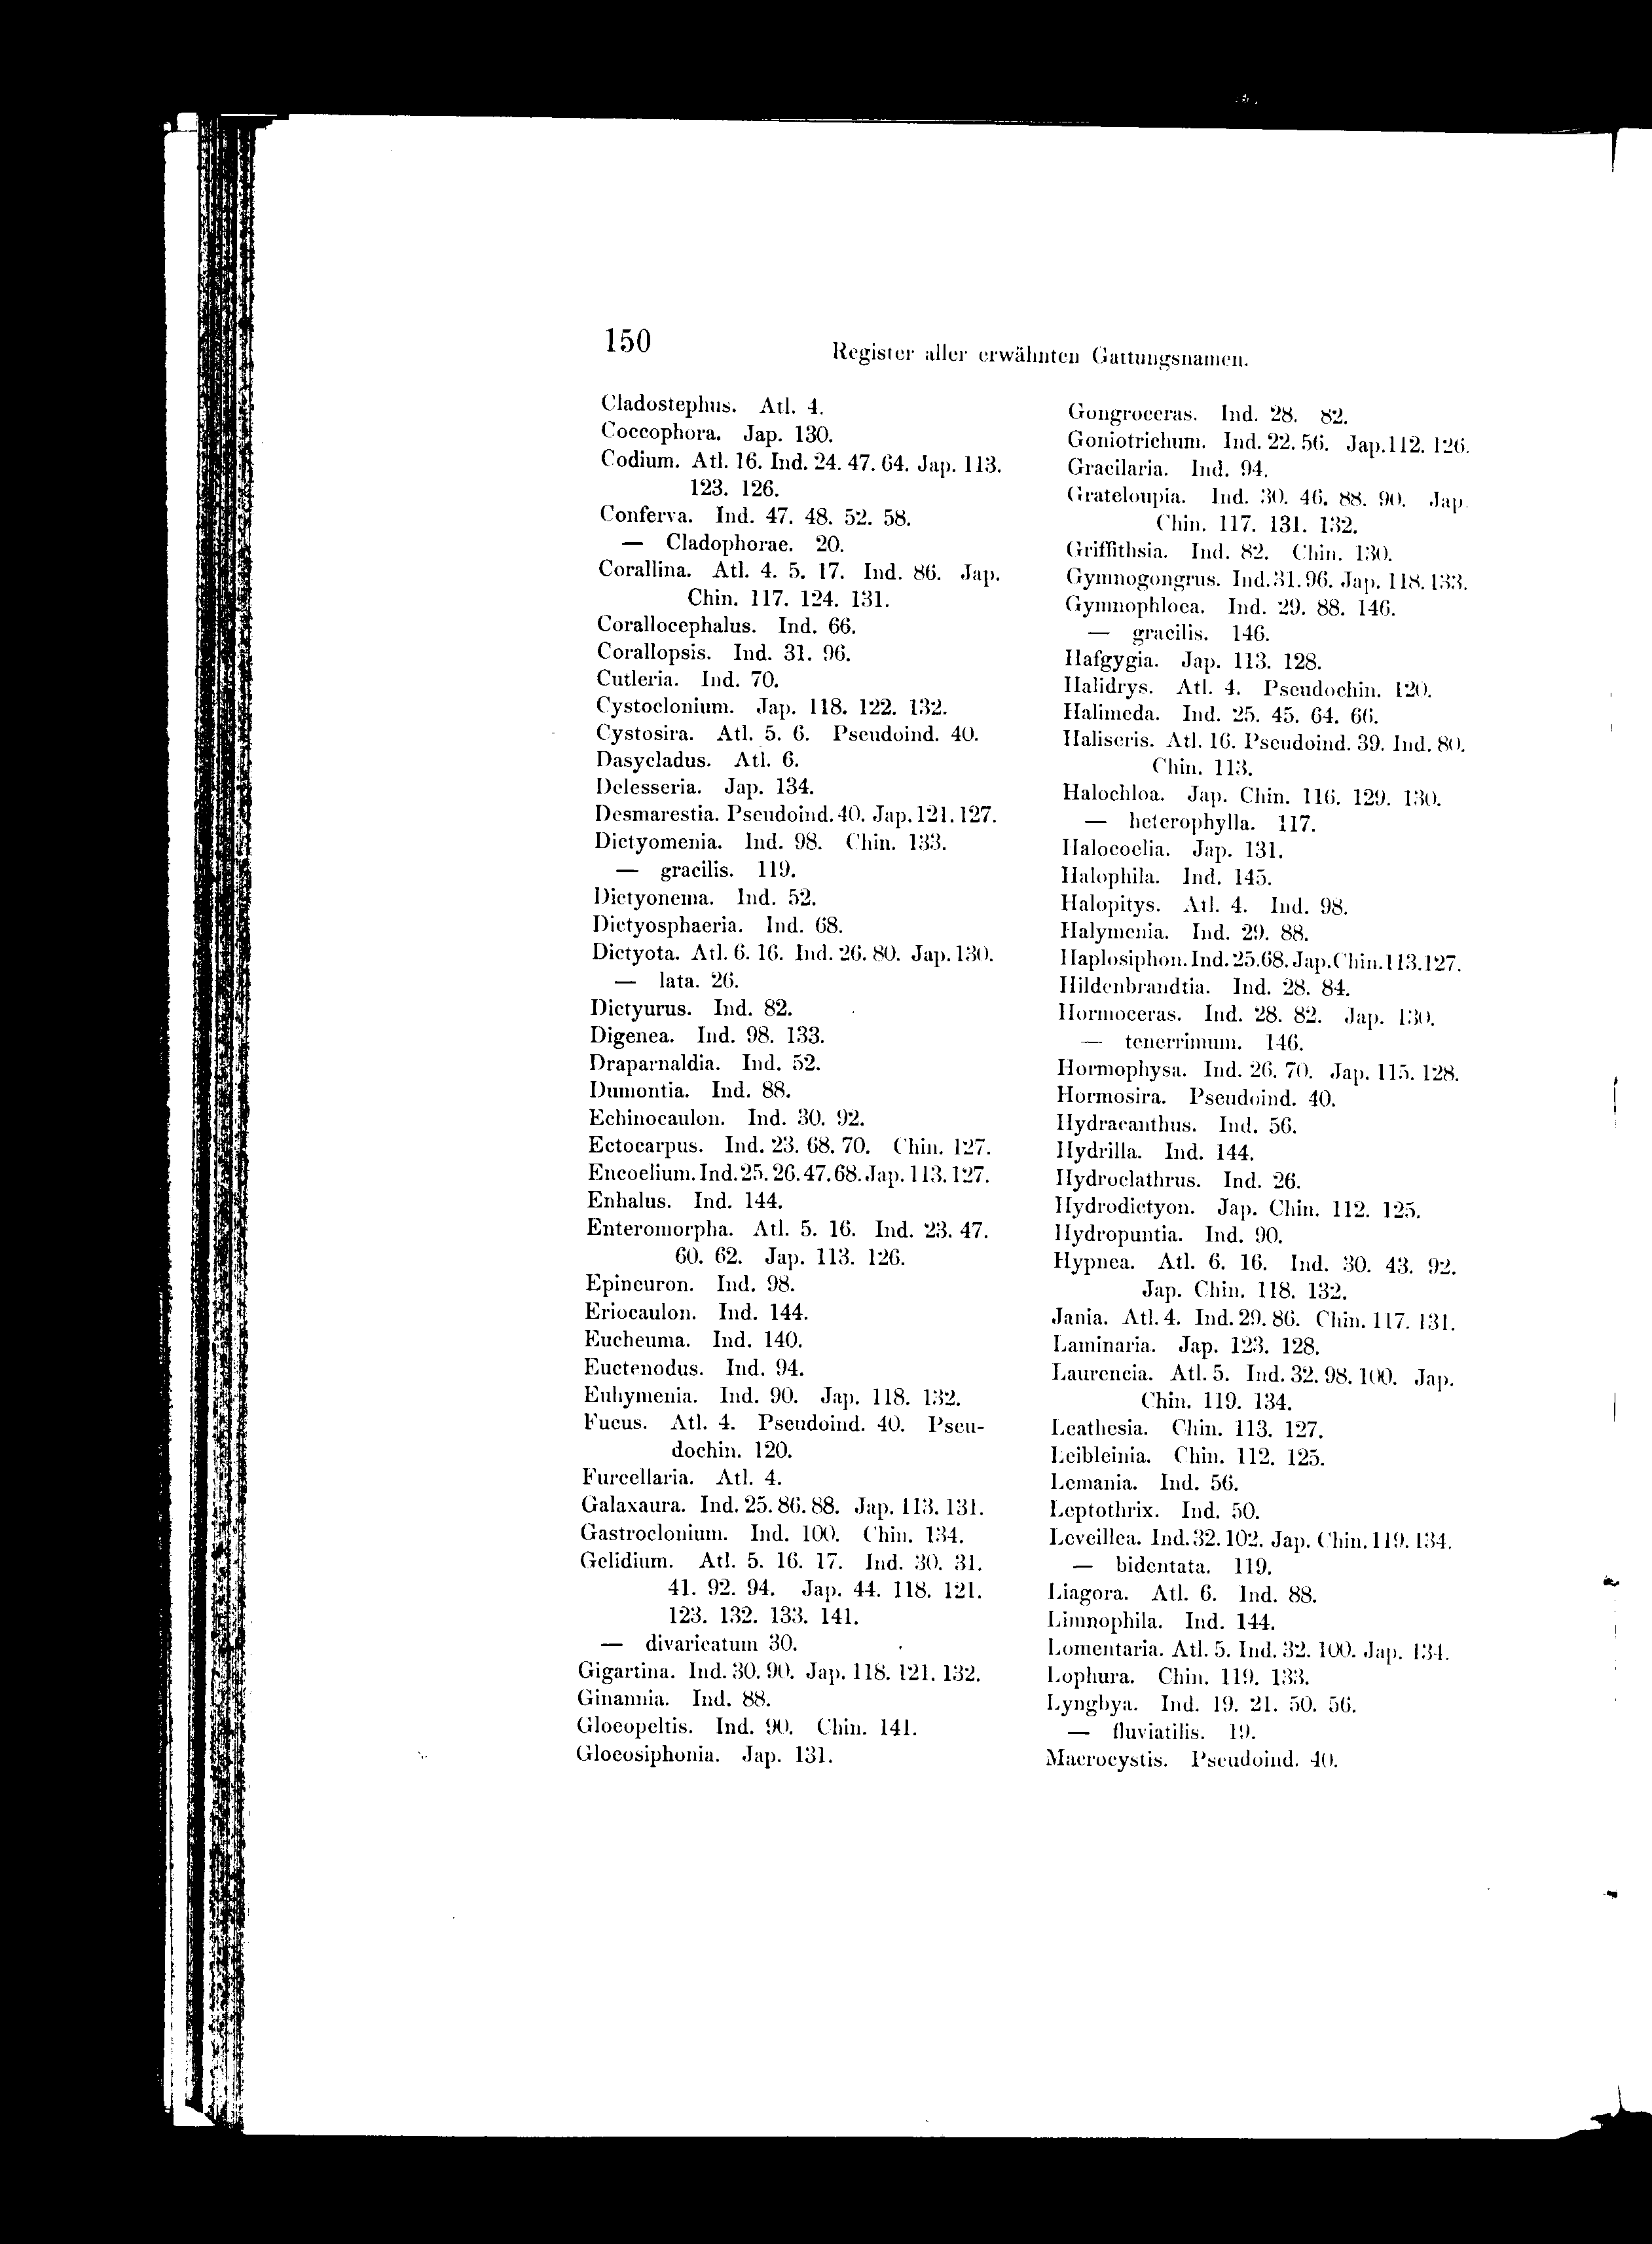 150
Register aller erwähnten Gattungsnamen.
Cladostephus. Atl. 4.
Coccophora. Jap. 130.
Codium. Atl. 16. Ind. 24. 47. 64. Jap. 113.
123. 126.
Conferva. Ind. 47. 48. 52. 58.
— Cladophorae. 20.
Corallina. Atl. 4. 5. 17. Ind. 86. Jap.
Chin. 117. 124. 131.
Corallocephalus. Ind. 66.
Corallopsis. Ind. 31. 96.
Cutleria. Ind. 70.
Cystoclonium. Jap. 118. 122. 132.
Cystosira. Atl. 5. 6. Pseudoind. 40.
Dasycladus. Atl. 6.
Delesseria. Jap. 134.
Desmarestia. Pseudoind. 40. Jap. 121. 127.
Dictyomenia. Ind. 98. Chin. 133.
— gracilis. 119.
Dictyonema. Ind. 52.
Dictyosphaeria. Ind. 68.
Dictyota. Atl. 6. 16. Ind. 26. 80. Jap. 130.
— lata. 26.
Dictyurus. Ind. 82.
Digenea. Ind. 98. 133.
Draparnaldia. Ind. 52.
Dumontia. Ind. 88.
Echinocaulon. Ind. 30. 92.
Ectocarpus. Ind. 23. 68. 70. Chin. 127.
Encoelium. Ind. 25. 26. 47. 68. Jap. 113. 127.
Enhalus. Ind. 144.
Enteromorpha. Atl. 5. 16. Ind. 23. 47.
60. 62. Jap. 113. 126.
Epineuron. Ind. 98.
Eriocaulon. Ind. 144.
Eucheuma. Ind. 140.
Euctenodus. Ind. 94.
Euhymenia. Ind. 90. Jap. 118. 132.
Fucus. Atl. 4. Pseudoind. 40. Pseu-
dochin. 120.
Furcellaria. Atl. 4.
Galaxaura. Ind. 25. 86. 88. Jap. 113. 131.
Gastroclonium. Ind. 100. Chin. 134.
Gelidium. Atl. 5. 16. 17. Ind. 30. 31.
41. 92. 94. Jap. 44. 118. 121.
123. 132. 133. 141.
— divaricatum 30.
Gigartina. Ind. 30. 90. Jap. 118. 121. 132.
Ginannia. Ind. 88.
Gloeopeltis. Ind. 90. Chin. 141.
Gloeosiphonia. Jap. 131.
Gongroceras. Ind. 28. 82.
Goniotrichum. Ind. 22. 56. Jap. 112. 126.
Gracilaria. Ind. 94.
Grateloupia. Ind. 30. 46. 88. 90. Jap.
Chin. 117. 131. 132.
Griffithsia. Ind. 82. Chin. 130.
Gymnogongrus. Ind. 31. 96. Jap. 118. 133.
Gymnophloea. Ind. 29. 88. 146.
— gracilis. 146.
Hafgygia. Jap. 113. 128.
Halidrys. Atl. 4. Pseudochin. 120.
Halimeda. Ind. 25. 45. 64. 66.
Haliseris. Atl. 16. Pseudoind. 39. Ind. 80.
Chin. 113.
Halochloa. Jap. Chin. 116. 129. 130.
— heterophylla. 117.
Halocoelia. Jap. 131.
Halophila. Ind. 145.
Halopitys. Atl. 4. Ind. 98.
Halymenia. Ind. 29. 88.
Haplosiphon. Ind. 25. 68. Jap. Chin. 113. 127.
Hildenbrandtia. Ind. 28. 84.
Hormoceras. Ind. 28. 82. Jap. 130.
— tenerrimum. 146.
Hormophysa. Ind. 26. 70. Jap. 115. 128.
Hormosira. Pseudoind. 40.
Hydracanthus. Ind. 56.
Hydrilla. Ind. 144.
Hydroclathrus. Ind. 26.
Hydrodictyon. Jap. Chin. 112. 125.
Hydropuntia. Ind. 90.
Hypnea. Atl. 6. 16. Ind. 30. 43. 92.
Jap. Chin. 118. 132.
Jania. Atl. 4. Ind. 29. 86. Chin. 117. 131.
Laminaria. Jap. 123. 128.
Laurencia. Atl. 5. Ind. 32. 98. 100. Jap.
Chin. 119. 134.
Leathesia. Chin. 113. 127.
Leibleinia. Chin. 112. 125.
Lemania. Ind. 56.
Leptothrix. Ind. 50.
Leveillea. Ind. 32. 102. Jap. Chin. 119. 134.
— bidentata. 119.
Liagora. Atl. 6. Ind. 88.
Limnophila. Ind. 144.
Lomentaria. Atl. 5. Ind. 32. 100. Jap. 134.
Lophura. Chin. 119. 133.
Lyngbya. Ind. 19. 21. 50. 56.
— fluviatilis. 19.
Macrocystis. Pseudoind. 40.